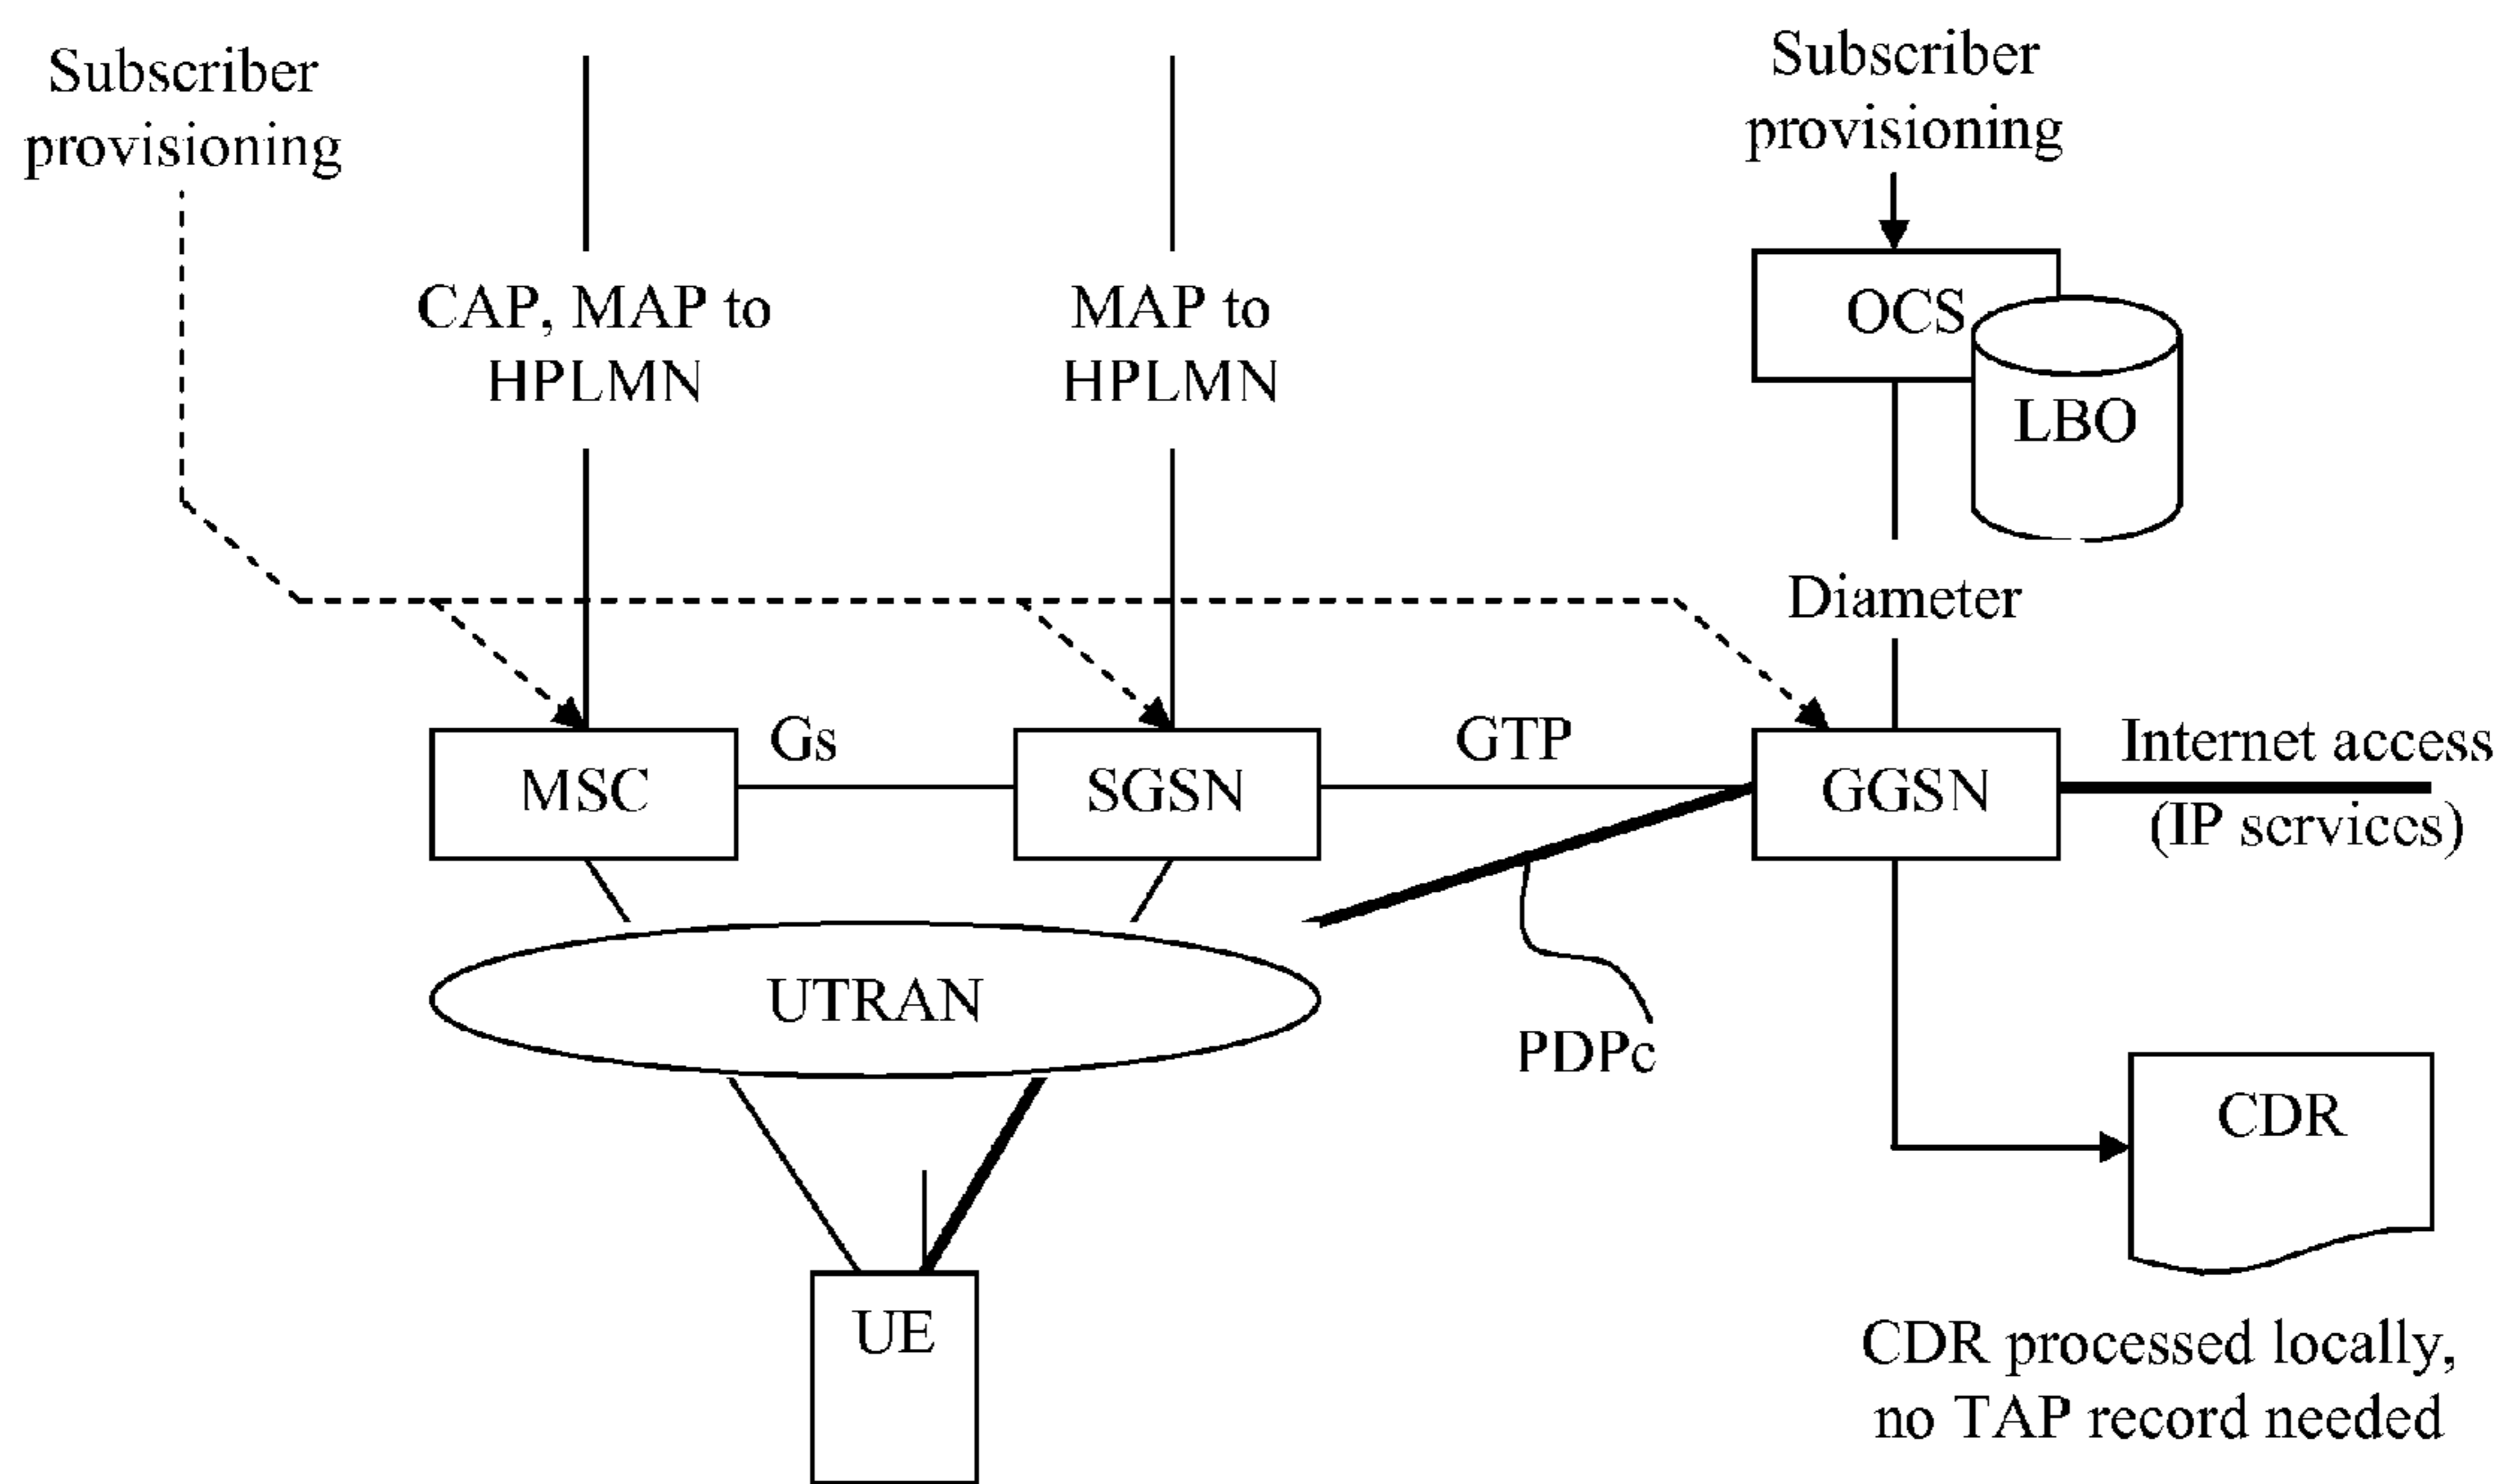 Subscriber
provisioning
Subscriber
provisioning
CAP, MAP to
HPLMN
MAP to
HPLMN
OCS
LBO
Diameter
MSC
Gs
SGSN
GTP
GGSN
Internet access
(IP services)
UTRAN
PDPc
CDR
UE
CDR processed locally,
no TAP record needed